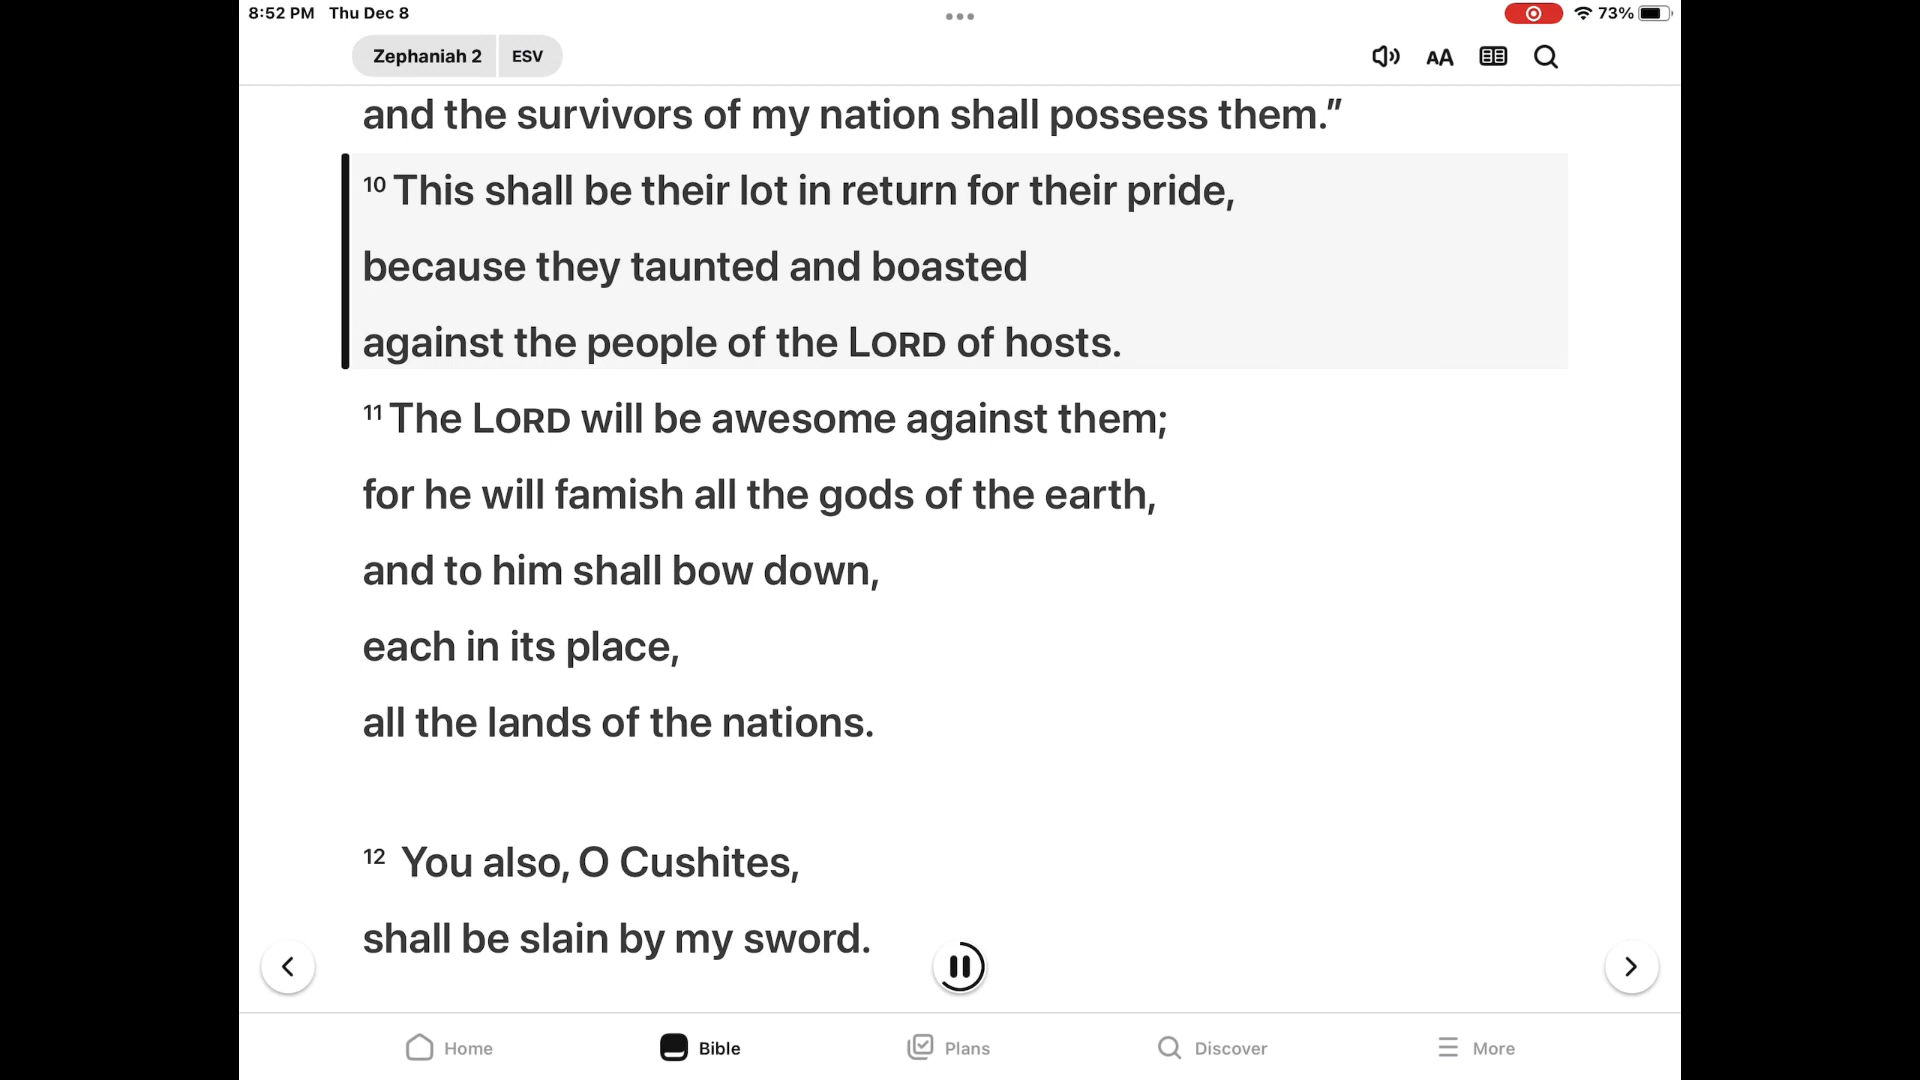 8:52 PM Thu Dec 8
73%
Zephaniah 2 ESV
AA
and the survivors of my nation shall possess them.”
10 This shall be their lot in return for their pride,
because they taunted and boasted
against the people of the LORD of hosts.
11 The LORD will be awesome against them;
for he will famish all the gods of the earth,
and to him shall bow down,
each in its place,
all the lands of the nations.
12 You also, O Cushites,
shall be slain by my sword.
Home Bible Plans Discover More